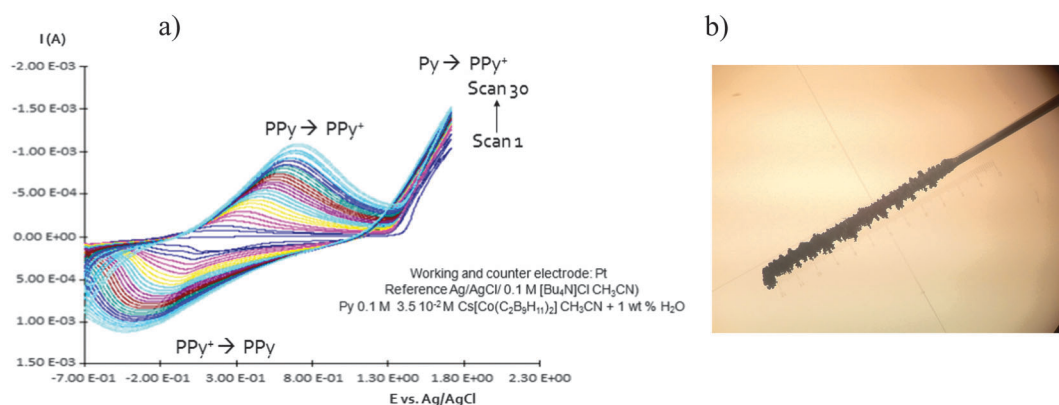 a)
b)
I (A)
-2.00 E-03
-1.50 E-03
-1.00 E-03
-5.00 E-04
0.00 E+00
5.00 E-04
1.00 E-03
1.50 E-03
Py → PPy⁺
Scan 30
Scan 1
PPy → PPy⁺
Working and counter electrode: Pt
Reference Ag/AgCl/ 0.1 M [Bu₄N]Cl CH₃CN)
Py 0.1 M 3.5 10⁻² M Cs[Co(C₂B₉H₁₁)₂] CH₃CN + 1 wt % H₂O
PPy⁺ → PPy
-7.00 E-01 -2.00 E-01 3.00 E-01 8.00 E-01 1.30 E+00 1.80 E+00 2.30 E+00
E vs. Ag/AgCl